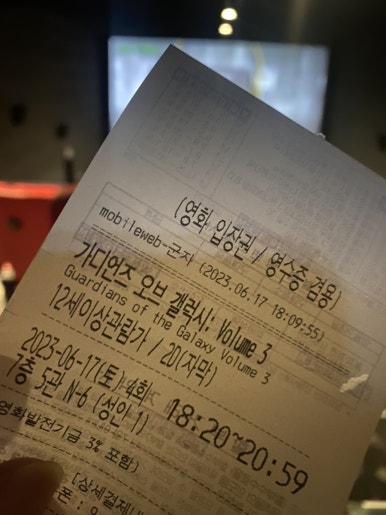 (영화 입장권 / 영수증 겸용)
mobileweb-군자 (2023.06.17 18:09:55)
가디언즈 오브 갤럭시: Volume 3
Guardians of the Galaxy Volume 3
12세이상관람가 / 2D(자막)
2023-06-17(토) 4회 18:20~20:59
7층 5관 N-6 (성인 1)
영화발전기금 3% 포함)
[상세결제